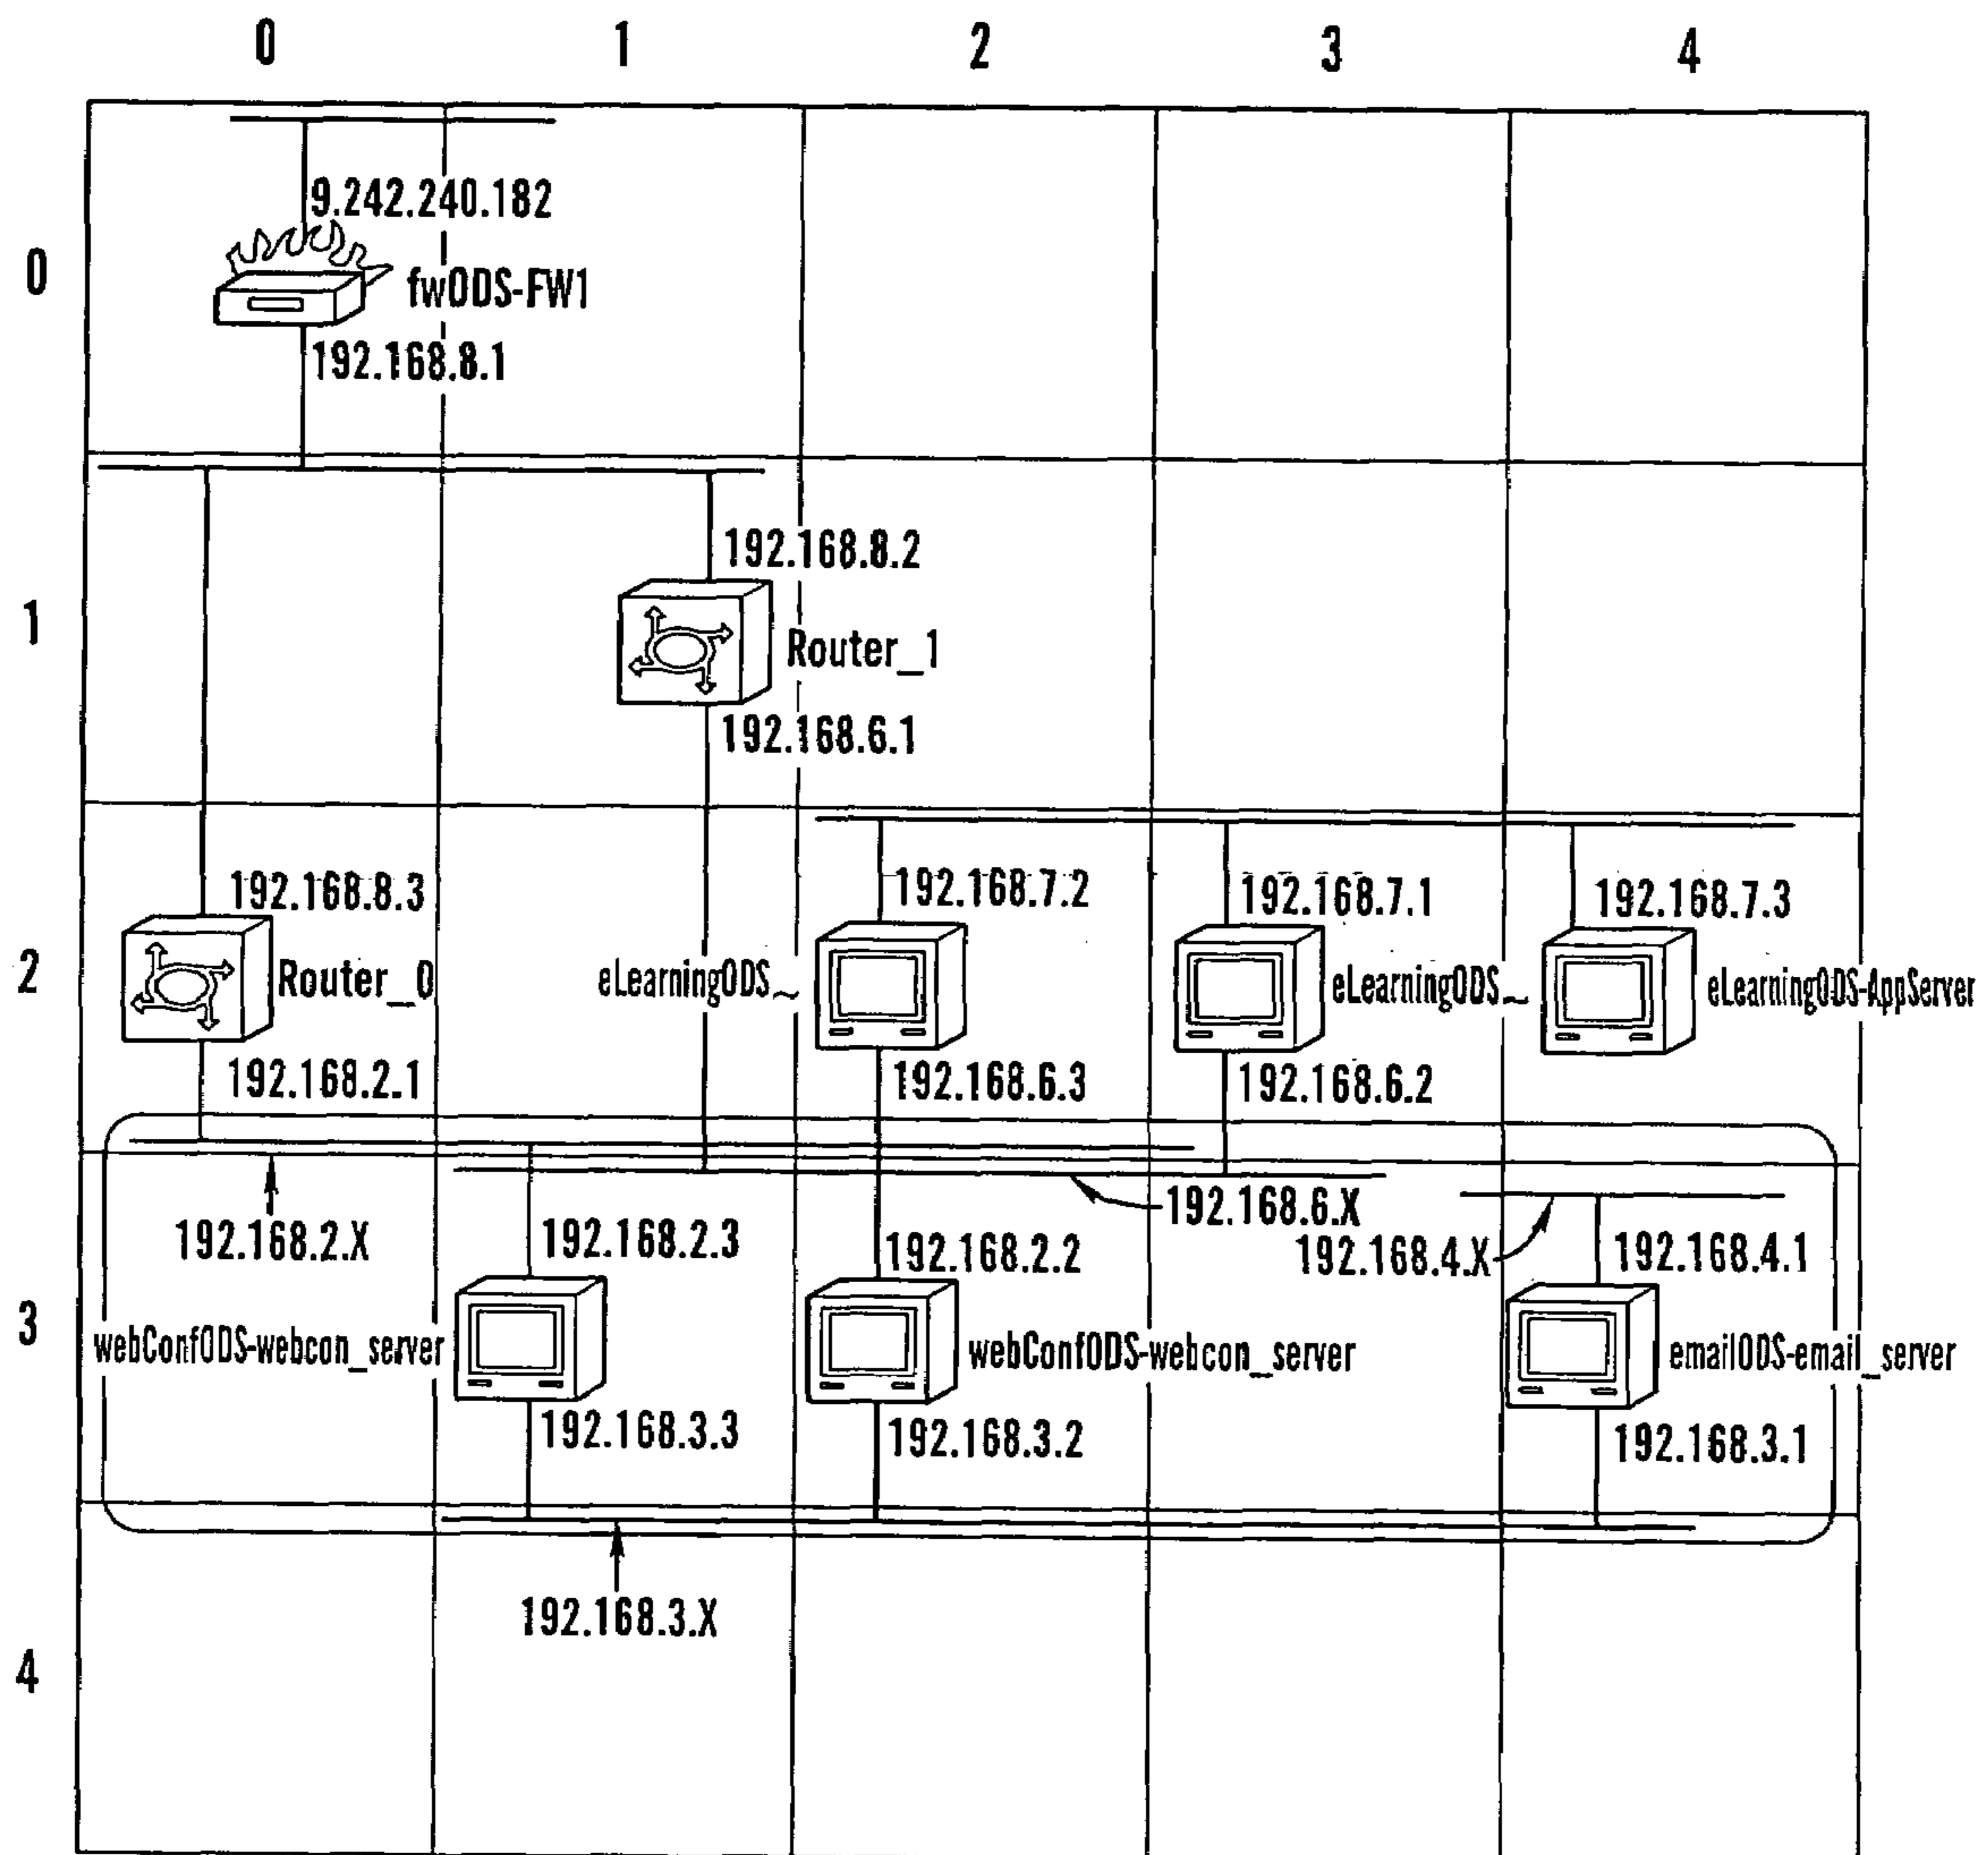 0 1 2 3 4
9.242.240.182
0
fwODS-FW1
192.168.8.1
192.168.8.2
1
Router_1
192.168.6.1
192.168.8.3
192.168.7.2
192.168.7.1
192.168.7.3
2
Router_0
eLearningODS~
eLearningODS~
eLearningODS-AppServer
192.168.2.1
192.168.6.3
192.168.6.2
192.168.2.X
192.168.6.X
192.168.4.X
192.168.2.3
192.168.2.2
192.168.4.1
3
webConfODS-webcon_server
webConfODS-webcon_server
emailODS-email_server
192.168.3.3
192.168.3.2
192.168.3.1
192.168.3.X
4